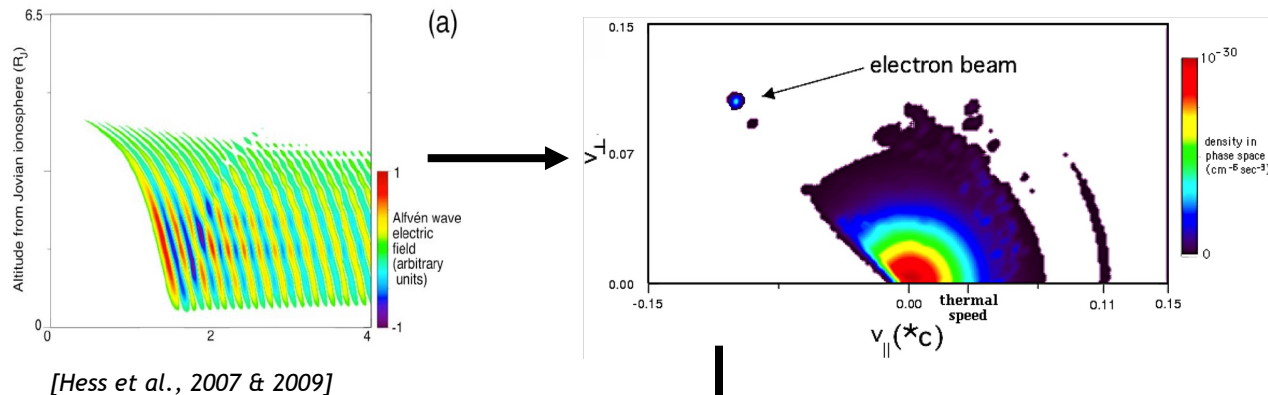 6.5
Altitude from Jovian ionosphere (RJ)
0
0
2
4
(a)
1
Alfvén wave
electric
field
(arbitrary
units)
-1
[Hess et al., 2007 & 2009]
0.15
electron beam
v⊥
0.07
0.00
-0.15
0.00
thermal
speed
0.11
0.15
v||(*c)
10⁻³⁰
density in
phase space
(cm⁻⁶ sec⁻³)
0